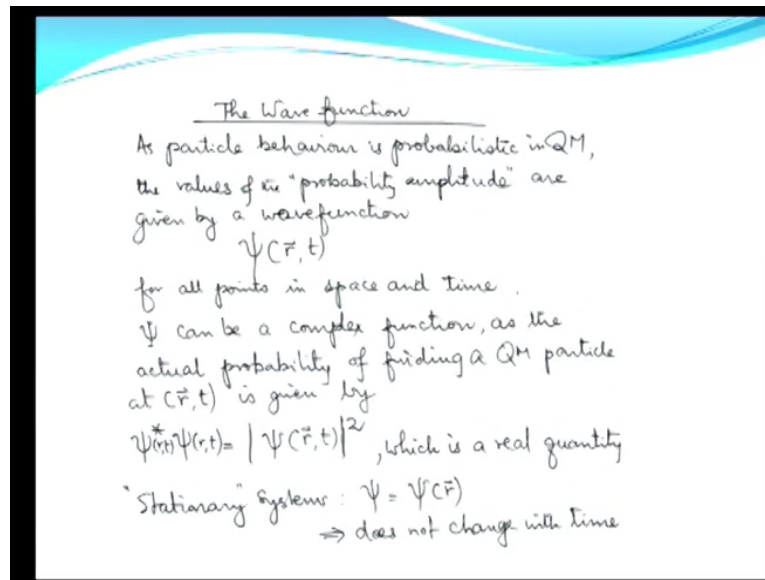 The Wave function
As particle behaviour is probabilistic in QM,
the values of the "probability amplitude" are
given by a wavefunction
Ψ(r⃗, t)
for all points in space and time.
Ψ can be a complex function, as the
actual probability of finding a QM particle
at (r⃗, t) is given by
Ψ*(r,t)Ψ(r,t) = |Ψ(r⃗, t)|², which is a real quantity
"Stationary" Systems: Ψ = Ψ(r⃗)
⇒ does not change with time